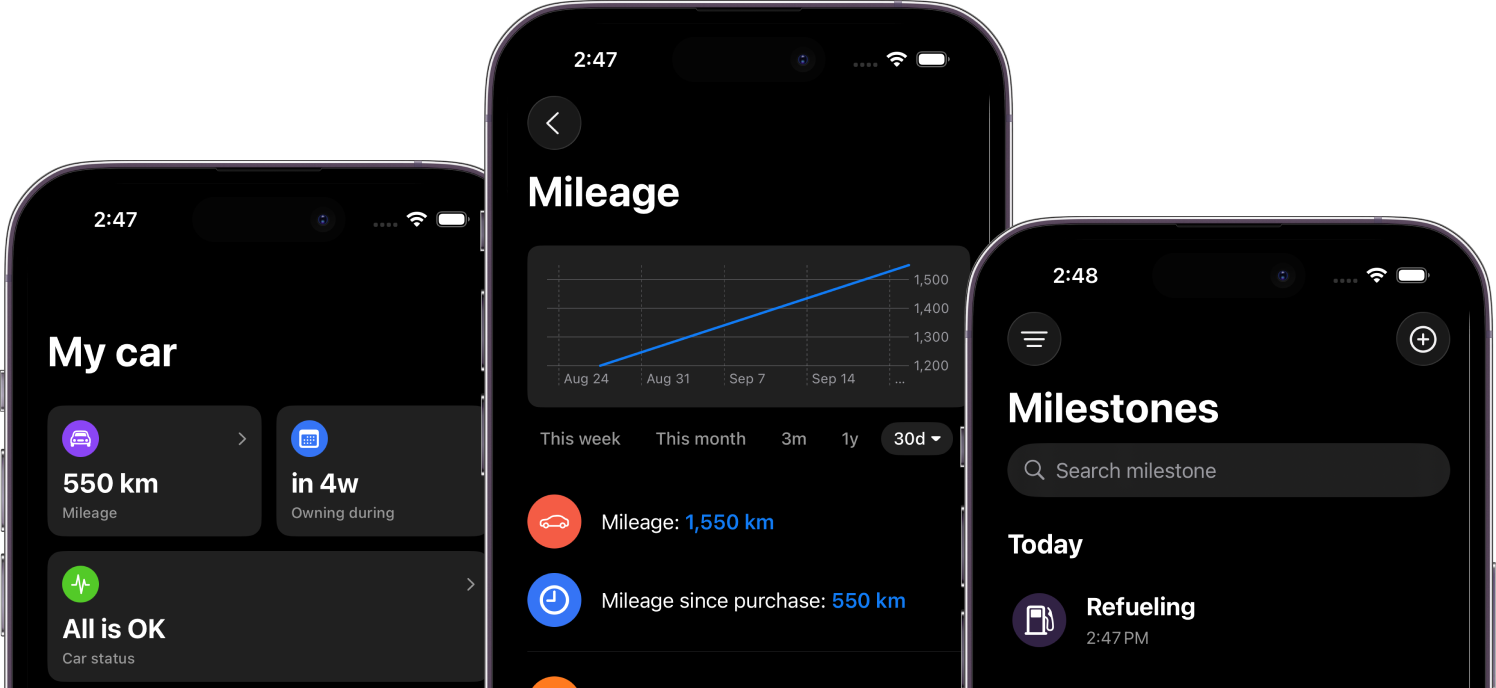 2:47
My car
550 km
Mileage
in 4w
Owning during
All is OK
Car status
2:47
Mileage
1,500
1,400
1,300
1,200
Aug 24 Aug 31 Sep 7 Sep 14 ...
This week This month 3m 1y 30d
Mileage: 1,550 km
Mileage since purchase: 550 km
2:48
Milestones
Search milestone
Today
Refueling
2:47 PM